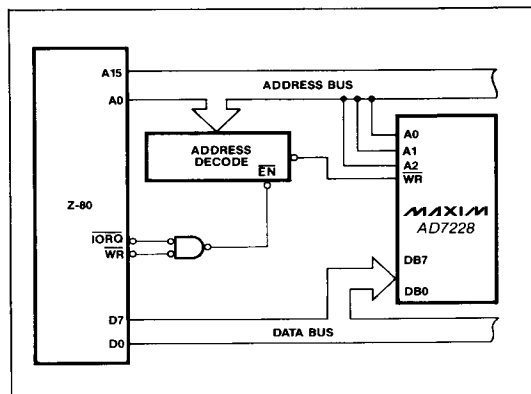 A15
ADDRESS BUS
A0
ADDRESS
DECODE
EN
A0
A1
A2
WR
Z-80
MAXIM
AD7228
IORQ
WR
DB7
DB0
D7
DATA BUS
D0